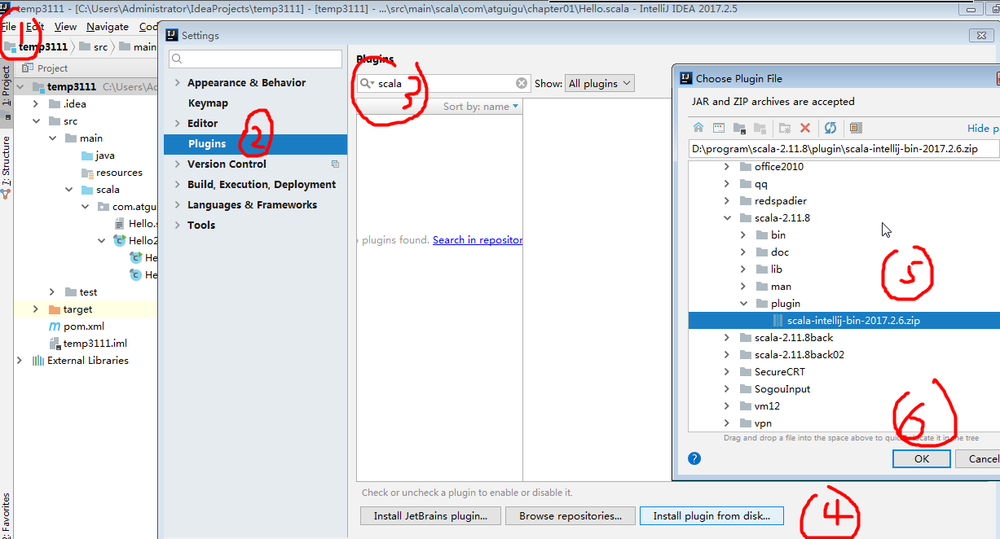 temp3111 - [C:\Users\Administrator\IdeaProjects\temp3111] - [temp3111] - ...\src\main\scala\com\atguigu\chapter01\Hello.scala - IntelliJ IDEA 2017.2.5
File Edit View Navigate Cod
1
temp3111 src main
Project
1: Project
7: Structure
2: Favorites
temp3111 C:\Users\Ad
.idea
src
main
java
resources
scala
com.atgu
Hello.s
Hello2
He
He
test
target
pom.xml
temp3111.iml
External Libraries
Settings
Appearance & Behavior
Keymap
Editor
Plugins
2
Version Control
Build, Execution, Deployment
Languages & Frameworks
Tools
Plugins
scala
3
Show: All plugins
Sort by: name
plugins found. Search in repositor
Check or uncheck a plugin to enable or disable it.
Install JetBrains plugin... Browse repositories... Install plugin from disk...
4
Choose Plugin File
JAR and ZIP archives are accepted
Hide p
D:\program\scala-2.11.8\plugin\scala-intellij-bin-2017.2.6.zip
office2010
qq
redspadier
scala-2.11.8
bin
doc
lib
man
plugin
scala-intellij-bin-2017.2.6.zip
scala-2.11.8back
scala-2.11.8back02
SecureCRT
SogouInput
vm12
vpn
5
6
Drag and drop a file into the space above to quickly locate it in the tree
?
OK Cancel